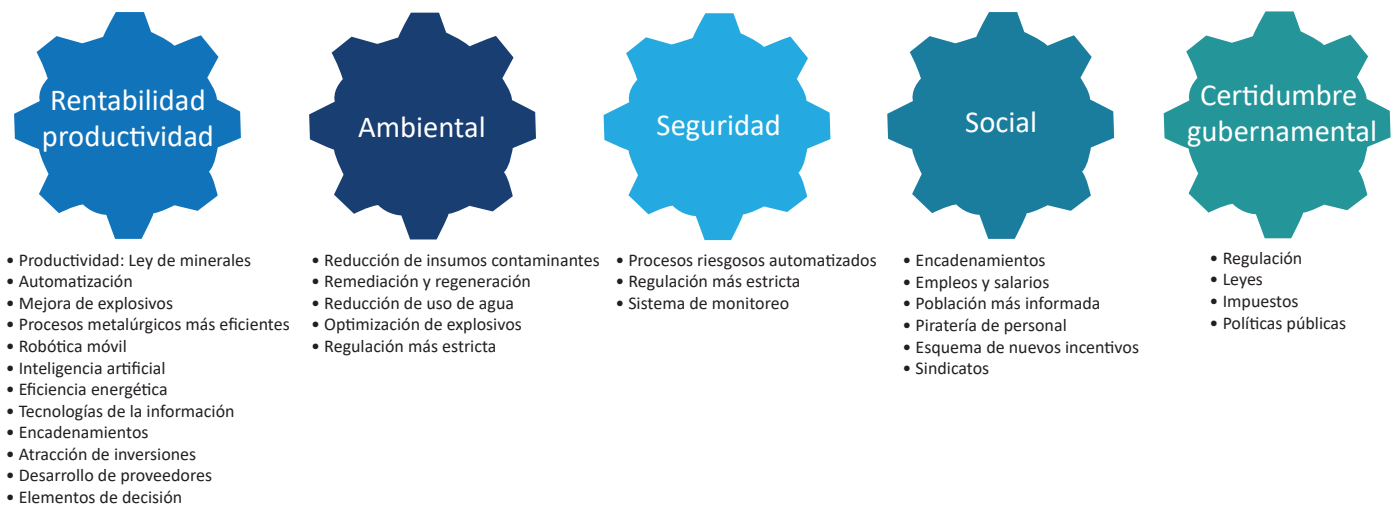 Rentabilidad
productividad
• Productividad: Ley de minerales
• Automatización
• Mejora de explosivos
• Procesos metalúrgicos más eficientes
• Robótica móvil
• Inteligencia artificial
• Eficiencia energética
• Tecnologías de la información
• Encadenamientos
• Atracción de inversiones
• Desarrollo de proveedores
• Elementos de decisión
Ambiental
• Reducción de insumos contaminantes
• Remediación y regeneración
• Reducción de uso de agua
• Optimización de explosivos
• Regulación más estricta
Seguridad
• Procesos riesgosos automatizados
• Regulación más estricta
• Sistema de monitoreo
Social
• Encadenamientos
• Empleos y salarios
• Población más informada
• Piratería de personal
• Esquema de nuevos incentivos
• Sindicatos
Certidumbre
gubernamental
• Regulación
• Leyes
• Impuestos
• Políticas públicas